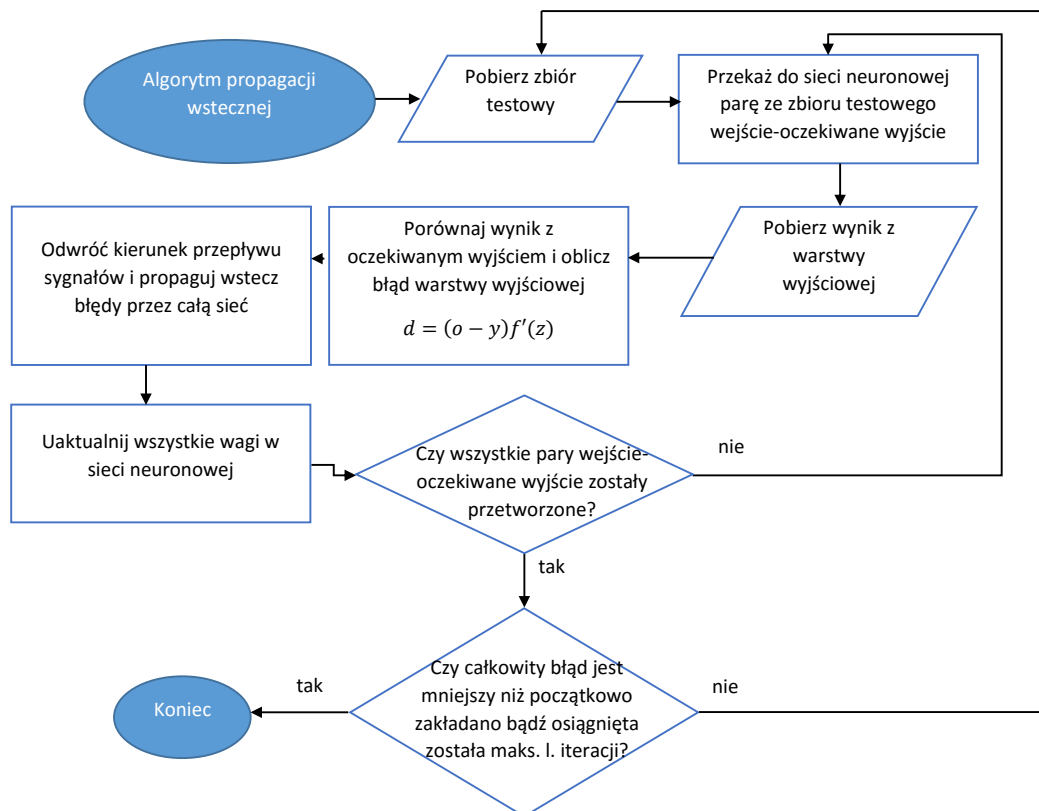 Algorytm propagacji
wstecznej
Pobierz zbiór
testowy
Przekaż do sieci neuronowej
parę ze zbioru testowego
wejście-oczekiwane wyjście
Pobierz wynik z
warstwy
wyjściowej
Porównaj wynik z
oczekiwanym wyjściem i oblicz
błąd warstwy wyjściowej
d = (o − y)f′(z)
Odwróć kierunek przepływu
sygnałów i propaguj wstecz
błędy przez całą sieć
Uaktualnij wszystkie wagi w
sieci neuronowej
Czy wszystkie pary wejście-
oczekiwane wyjście zostały
przetworzone?
nie
tak
Czy całkowity błąd jest
mniejszy niż początkowo
zakładano bądź osiągnięta
została maks. l. iteracji?
tak
nie
Koniec